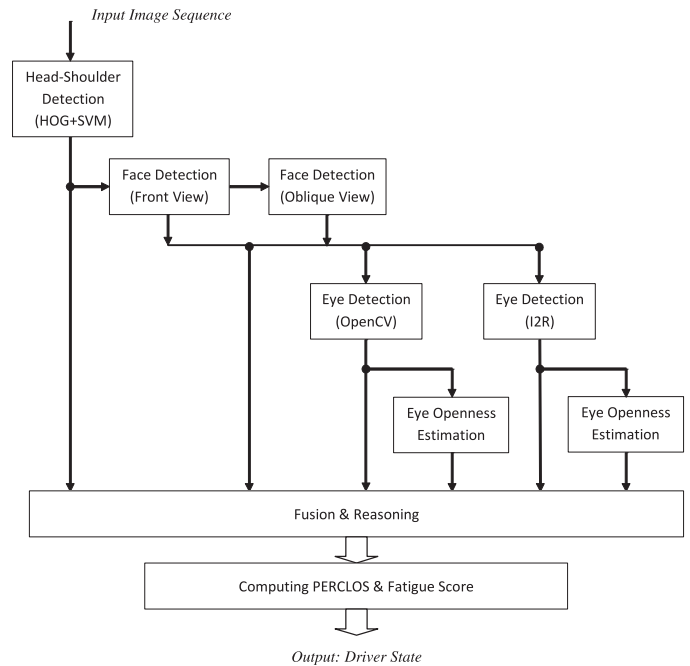 Input Image Sequence
Head-Shoulder
Detection
(HOG+SVM)
Face Detection
(Front View)
Face Detection
(Oblique View)
Eye Detection
(OpenCV)
Eye Detection
(I2R)
Eye Openness
Estimation
Eye Openness
Estimation
Fusion & Reasoning
Computing PERCLOS & Fatigue Score
Output: Driver State